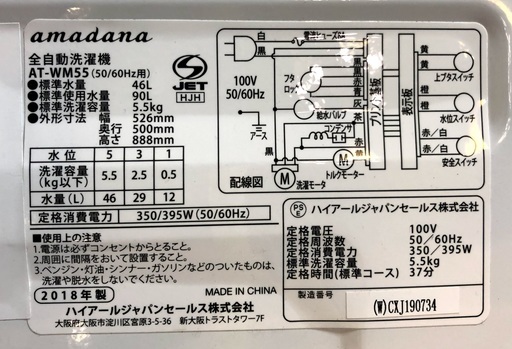 amadana
全自動洗濯機
AT-WM55 (50/60Hz用)
●標準水量 46L
●標準使用水量 90L
●標準洗濯容量 5.5kg
●外形寸法 幅 526mm
奥行 500mm
高さ 888mm
S
JET
HJH
水位 5 3 1
洗濯容量(kg以下) 5.5 2.5 0.5
水量(L) 46 29 12
定格消費電力 350/395W (50/60Hz)
白
電流ヒューズ
白
黒
黒
100V
50/60Hz
フタロック
黒
黒
青
灰
給水バルブ
アース
コンデンサ
黄
赤
トルクモーター
洗濯モータ
M
M
配線図
プリント基板
表示板
黄
黄
上ブタスイッチ
橙
橙
水位スイッチ
赤/白
赤/白
安全スイッチ
■使用上の注意
1.電源は必ずコンセントからとること。
2.周囲に間隔をおいて設置すること。
3.ベンジン・灯油・シンナー・ガソリンなどのついたものは、
洗濯や脱水をしないこと。
2018年製
MADE IN CHINA
ハイアールジャパンセールス株式会社
大阪府大阪市淀川区宮原3-5-36 新大阪トラストタワー7F
PS
E
ハイアールジャパンセールス株式会社
定格電圧 100V
定格周波数 50/60Hz
定格消費電力 350/395W
標準洗濯容量 5.5kg
定格時間(標準コース) 37分
製造番号
(W)CXJ190734